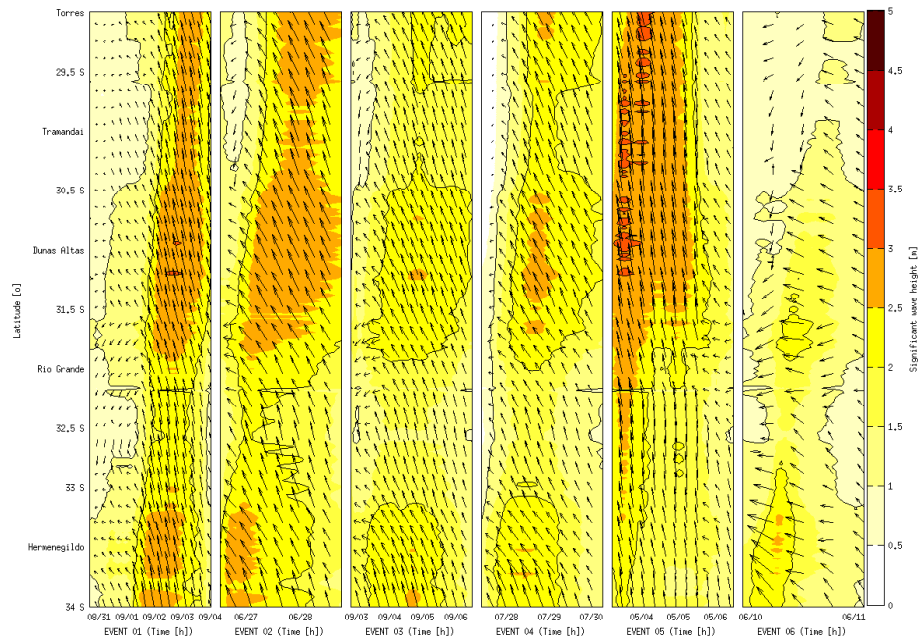 Torres
29,5 S
Tramandai
30,5 S
Dunas Altas
31,5 S
Rio Grande
32,5 S
33 S
Hermenegildo
34 S
Latitude [o]
08/31 09/01 09/02 09/03 09/04
EVENT 01 (Time [h])
06/27 06/28
EVENT 02 (Time [h])
09/03 09/04 09/05 09/06
EVENT 03 (Time [h])
07/28 07/29 07/30
EVENT 04 (Time [h])
05/04 05/05 05/06
EVENT 05 (Time [h])
06/10 06/11
EVENT 06 (Time [h])
5
4,5
4
3,5
3
2,5
2
1,5
1
0,5
0
Significant wave height [m]